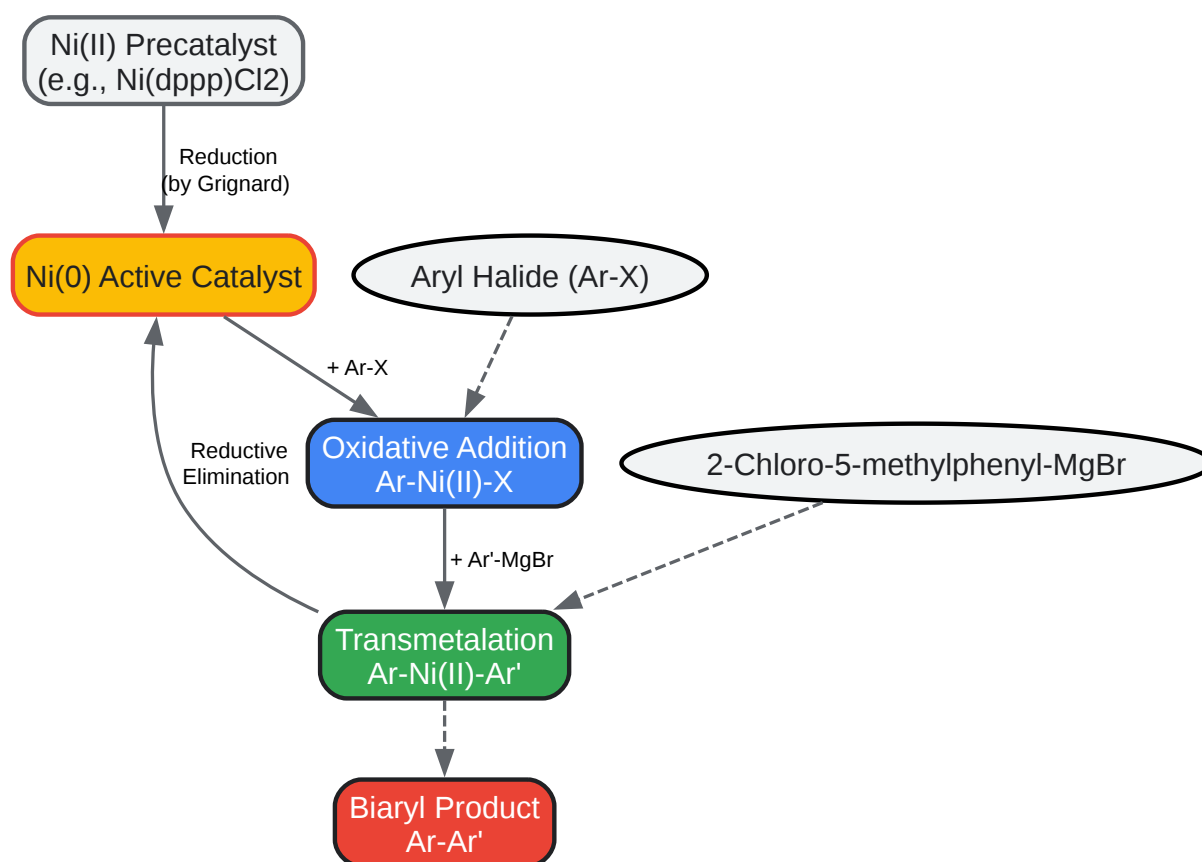 Ni(II) Precatalyst
(e.g., Ni(dppp)Cl2)
Reduction
(by Grignard)
Ni(0) Active Catalyst
Aryl Halide (Ar-X)
+ Ar-X
Oxidative Addition
Ar-Ni(II)-X
Reductive
Elimination
2-Chloro-5-methylphenyl-MgBr
+ Ar'-MgBr
Transmetalation
Ar-Ni(II)-Ar'
Biaryl Product
Ar-Ar'